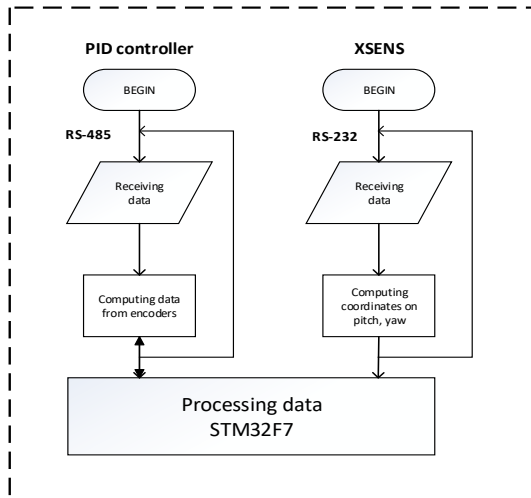 PID controller
BEGIN
RS-485
Receiving
data
Computing data
from encoders
XSENS
BEGIN
RS-232
Receiving
data
Computing
coordinates on
pitch, yaw
Processing data
STM32F7